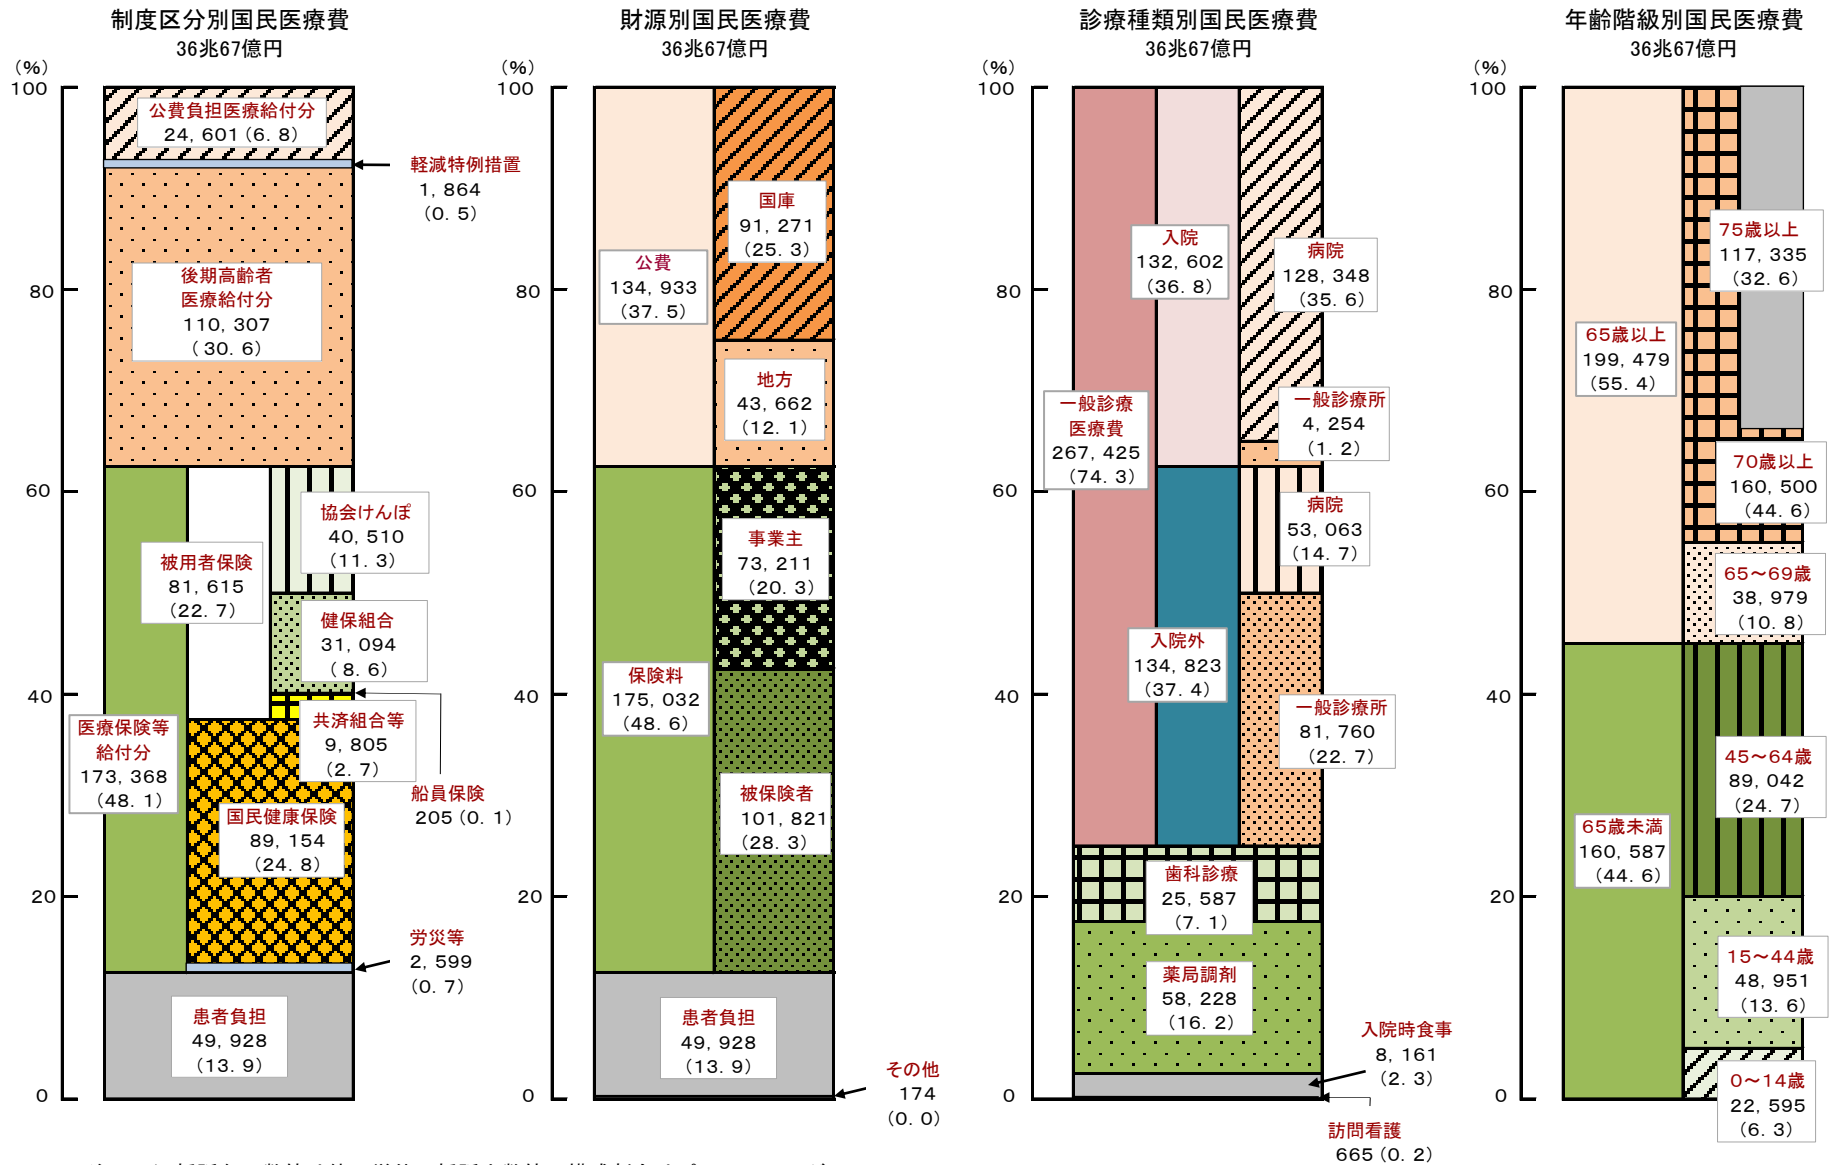 制度区分別国民医療費
36兆67億円
(%)
100
80
60
40
20
0
公費負担医療給付分
24, 601 (6. 8)
軽減特例措置
1, 864
(0. 5)
後期高齢者
医療給付分
110, 307
( 30. 6)
協会けんぽ
40, 510
(11. 3)
被用者保険
81, 615
(22. 7)
健保組合
31, 094
( 8. 6)
共済組合等
9, 805
(2. 7)
船員保険
205 (0. 1)
医療保険等
給付分
173, 368
(48. 1)
国民健康保険
89, 154
(24. 8)
労災等
2, 599
(0. 7)
患者負担
49, 928
(13. 9)
財源別国民医療費
36兆67億円
(%)
100
80
60
40
20
0
公費
134, 933
(37. 5)
国庫
91, 271
(25. 3)
地方
43, 662
(12. 1)
事業主
73, 211
(20. 3)
保険料
175, 032
(48. 6)
被保険者
101, 821
(28. 3)
患者負担
49, 928
(13. 9)
その他
174
(0. 0)
診療種類別国民医療費
36兆67億円
(%)
100
80
60
40
20
0
入院
132, 602
(36. 8)
病院
128, 348
(35. 6)
一般診療
医療費
267, 425
(74. 3)
一般診療所
4, 254
(1. 2)
病院
53, 063
(14. 7)
入院外
134, 823
(37. 4)
一般診療所
81, 760
(22. 7)
歯科診療
25, 587
(7. 1)
薬局調剤
58, 228
(16. 2)
入院時食事
8, 161
(2. 3)
訪問看護
665 (0. 2)
年齢階級別国民医療費
36兆67億円
(%)
100
80
60
40
20
0
75歳以上
117, 335
(32. 6)
65歳以上
199, 479
(55. 4)
70歳以上
160, 500
(44. 6)
65～69歳
38, 979
(10. 8)
45～64歳
89, 042
(24. 7)
65歳未満
160, 587
(44. 6)
15～44歳
48, 951
(13. 6)
0～14歳
22, 595
(6. 3)